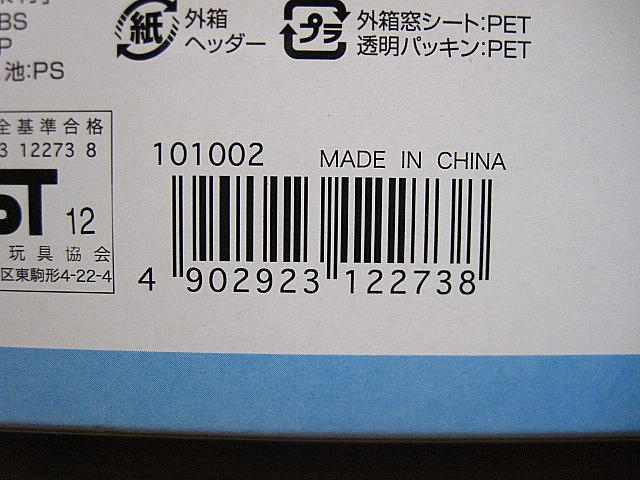 BS
P
池:PS
紙
外箱
ヘッダー
プラ
外箱窓シート:PET
透明パッキン:PET
全基準合格
3 12273 8
ST 12
玩具協会
区東駒形4-22-4
101002
MADE IN CHINA
4 902923 122738